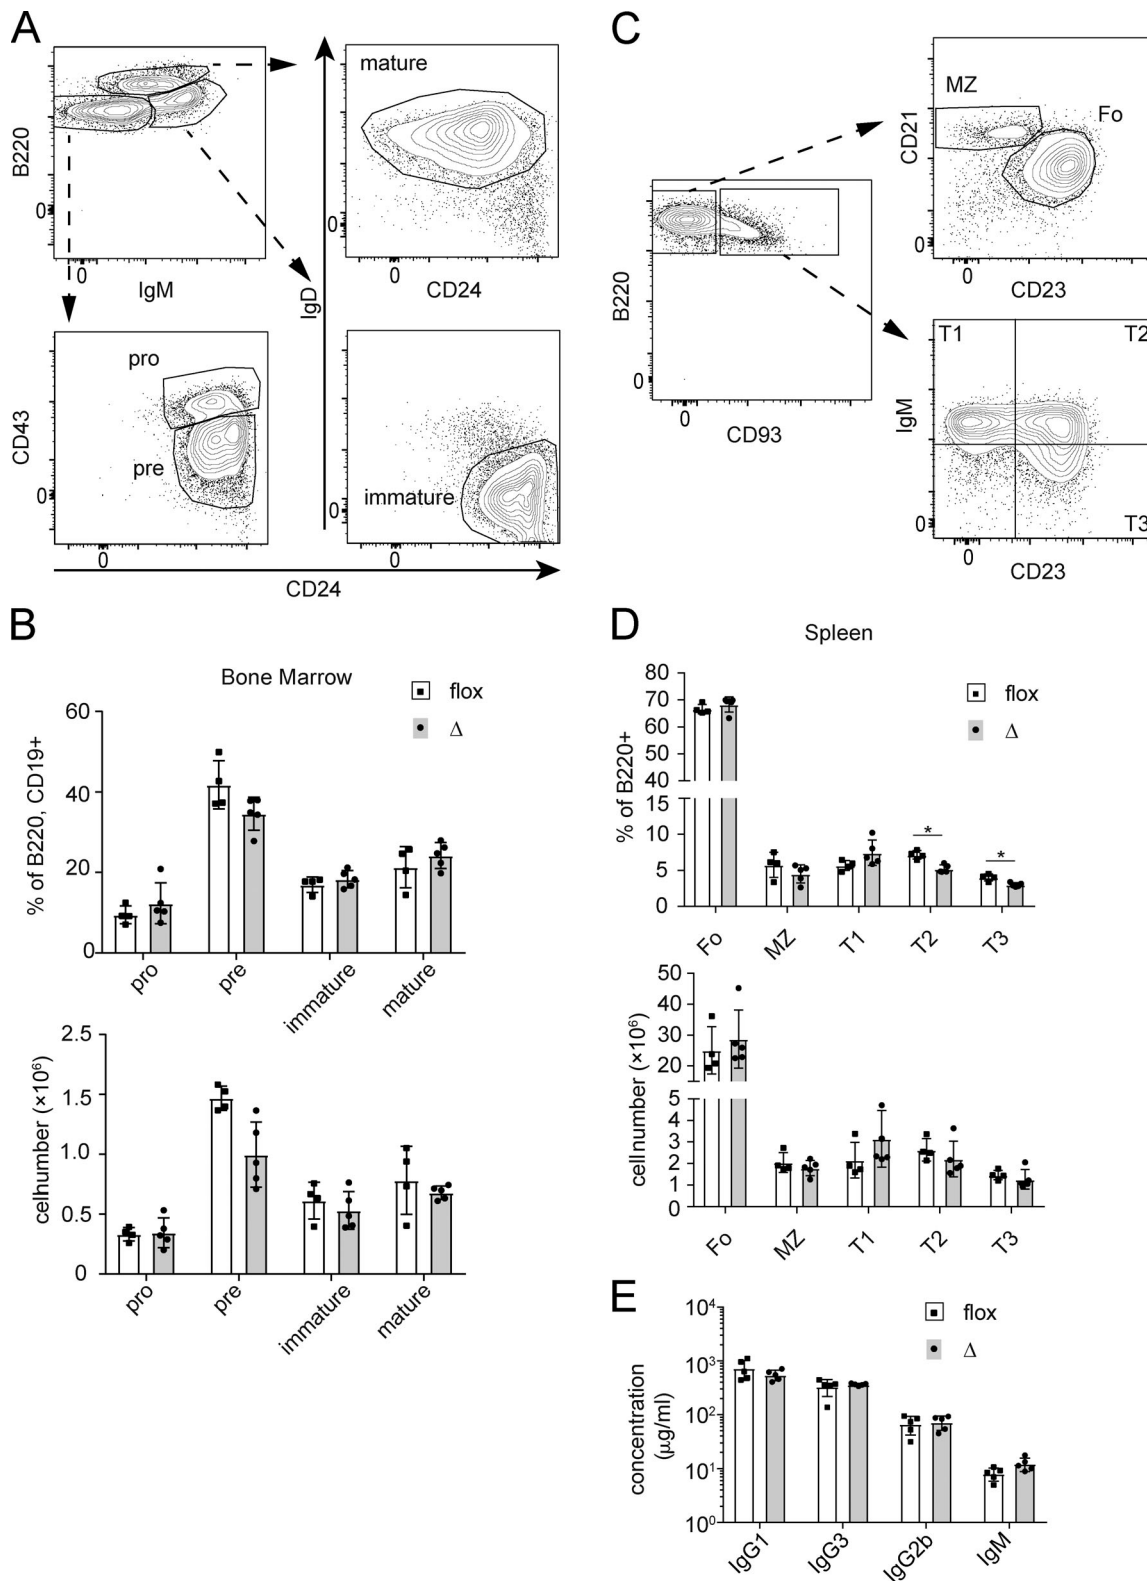 A
B220
0
0
IgM
mature
IgD
0
0
CD24
pro
pre
CD43
0
0
immature
0
0
CD24
C
B220
0
0
CD93
MZ
Fo
CD21
0
0
CD23
T1
T2
T3
IgM
0
0
CD23
B
Bone Marrow
flox
Δ
% of B220, CD19+
60
40
20
0
pro
pre
immature
mature
celhumber (×10⁶)
2.5
1.5
1.0
0.5
0
pro
pre
immature
mature
D
Spleen
flox
Δ
% of B220+
80
70
60
50
40
15
10
5
0
*
*
Fo
MZ
T1
T2
T3
cellnumber (×10⁶)
50
40
30
20
10
5
4
3
2
1
0
Fo
MZ
T1
T2
T3
E
flox
Δ
concentration
(µg/ml)
10⁴
10³
10²
10¹
10⁰
IgG1
IgG3
IgG2b
IgM